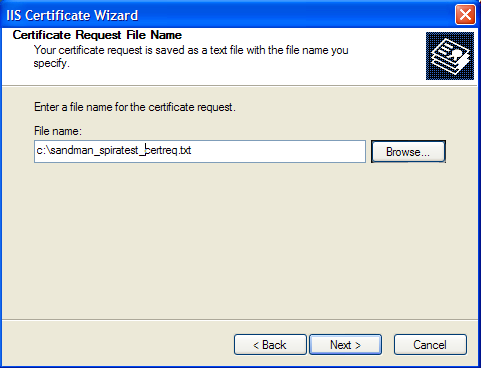 IIS Certificate Wizard
Certificate Request File Name
Your certificate request is saved as a text file with the file name you
specify.
Enter a file name for the certificate request.
File name:
c:\sandman_spiratest_certreq.txt
Browse...
< Back
Next >
Cancel